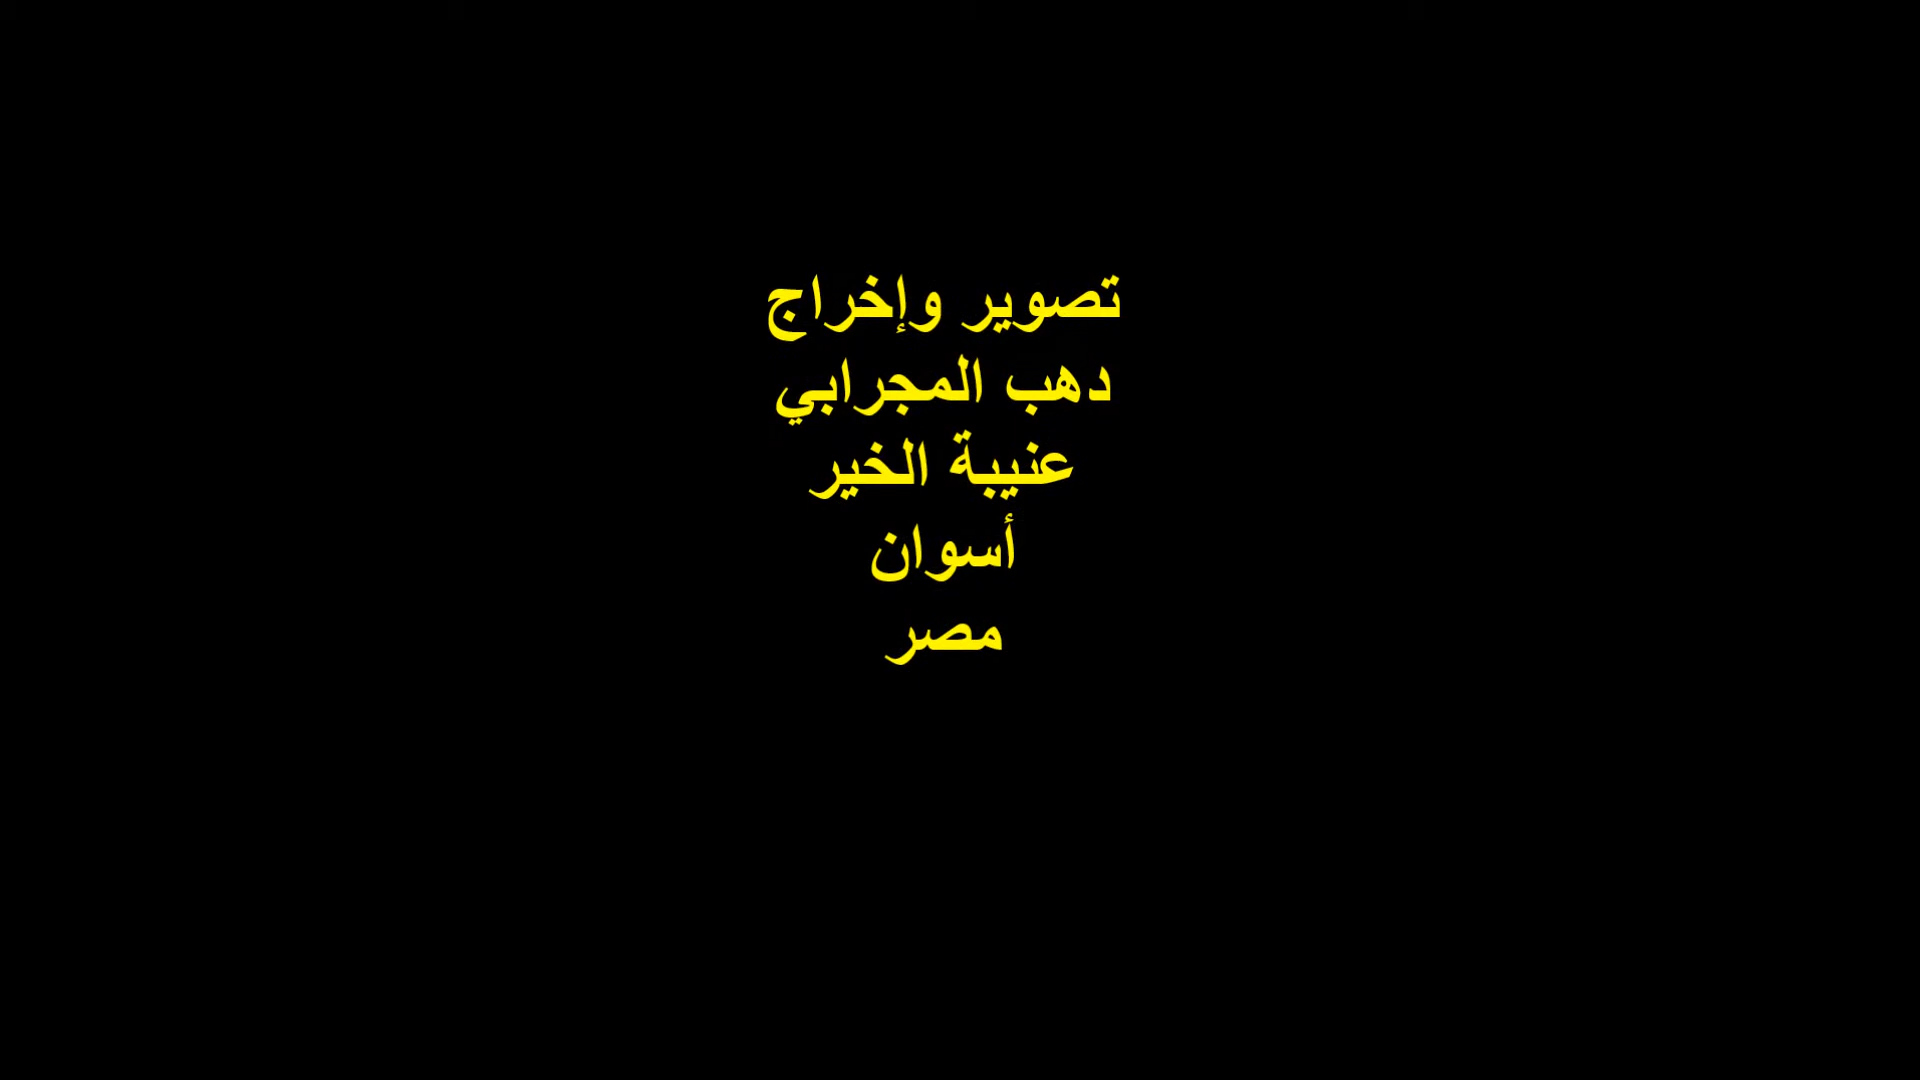 تصوير وإخراج
دهب المجرابي
عنيبة الخير
أسوان
مصر